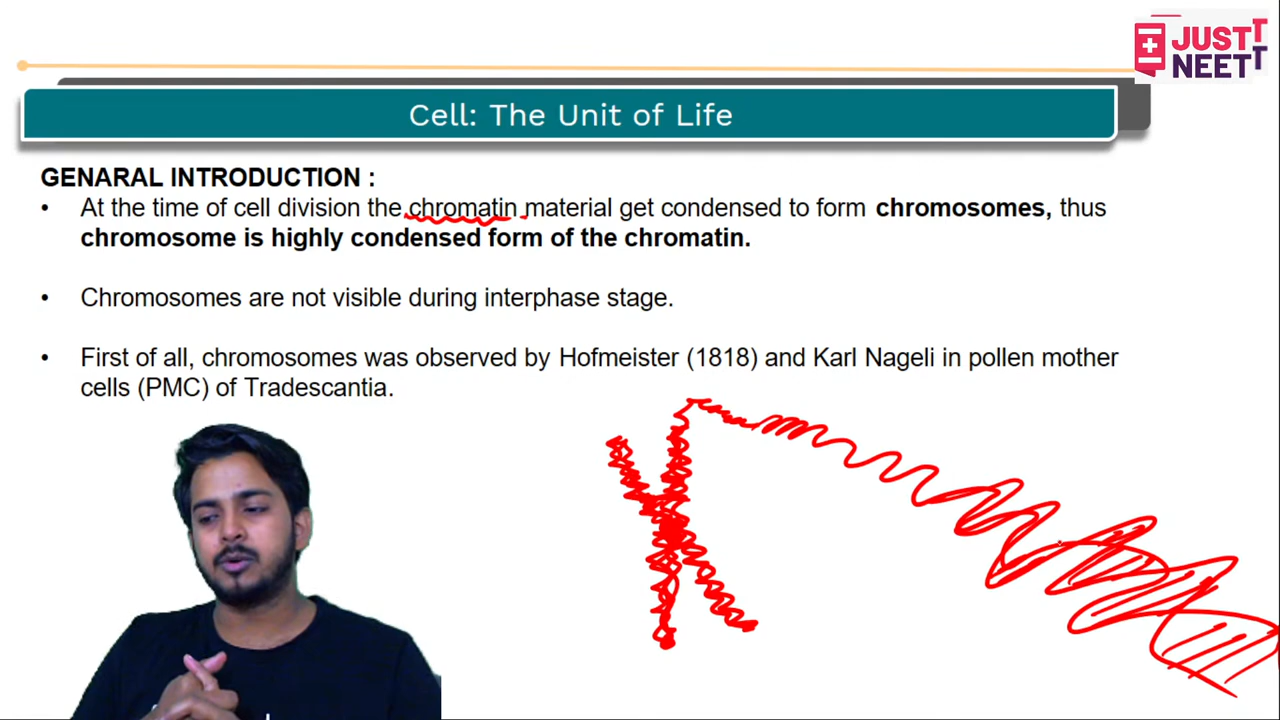 JUST
NEET
T
T
Cell: The Unit of Life
GENARAL INTRODUCTION :
• At the time of cell division the chromatin material get condensed to form chromosomes, thus
chromosome is highly condensed form of the chromatin.
• Chromosomes are not visible during interphase stage.
• First of all, chromosomes was observed by Hofmeister (1818) and Karl Nageli in pollen mother
cells (PMC) of Tradescantia.